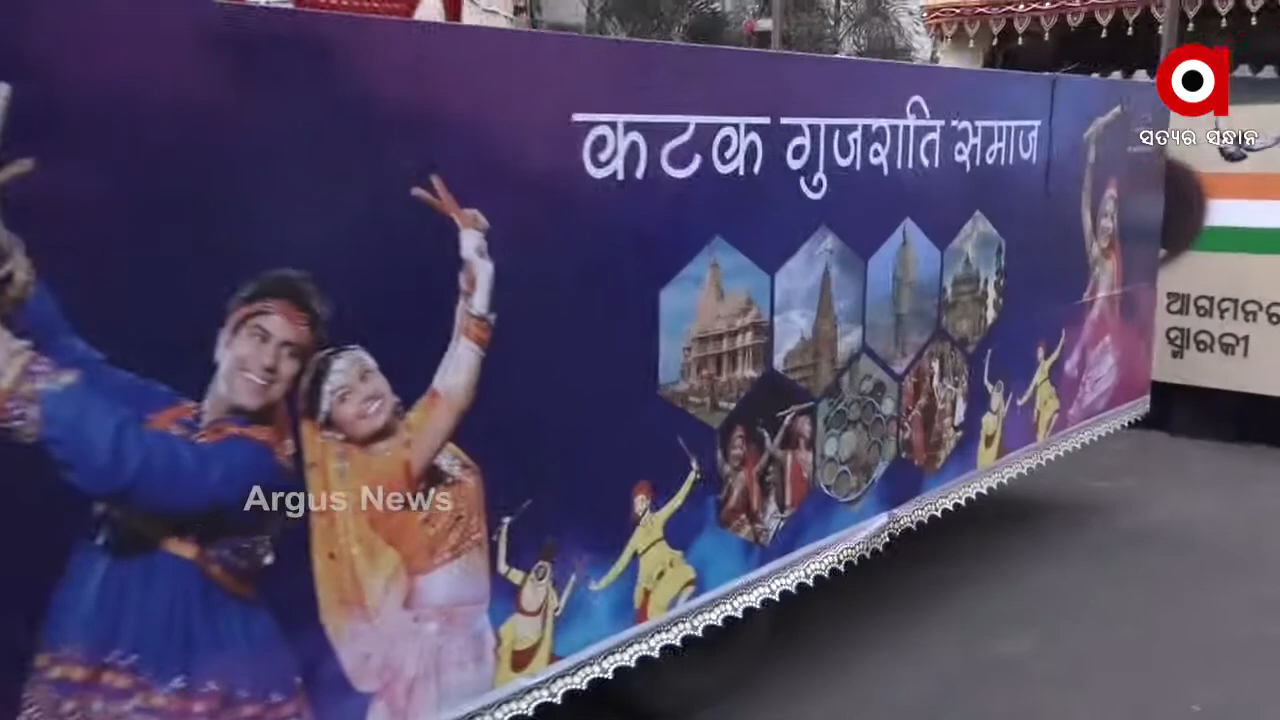 कटक गुजराति समाज
ସତ୍ୟର ସନ୍ଧାନ
ଆଗମନର
ସ୍ମାରକୀ
Argus News